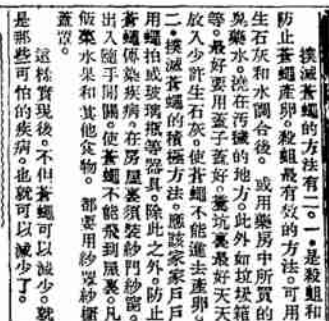 撲滅蒼蠅的方法有二。一。是殺蛆和
防止蒼蠅產卵。殺蛆最有效的方法。可用
生石灰和水調合後。或用藥房中所買的
臭藥水。澆在污穢的地方。此外如垃圾箱
等。最好要用蓋子蓋好。糞坑裏最好天天
放入少許生石灰。使蒼蠅不能進去產卵。
二。撲滅蒼蠅的積極方法。應該家家戶戶
用蠅拍或玻璃瓶等器具。除此之外。防止
蒼蠅傳染疾病。在房屋裏須裝紗門紗窗。
出入隨手開關。使蒼蠅不能飛到屋裏。凡
飯菜水果和其他食物。都要用紗罩紗櫥
蓋罩。
這樣實現後。不但蒼蠅可以減少。就
是那些可怕的疾病。也就可以減少了。